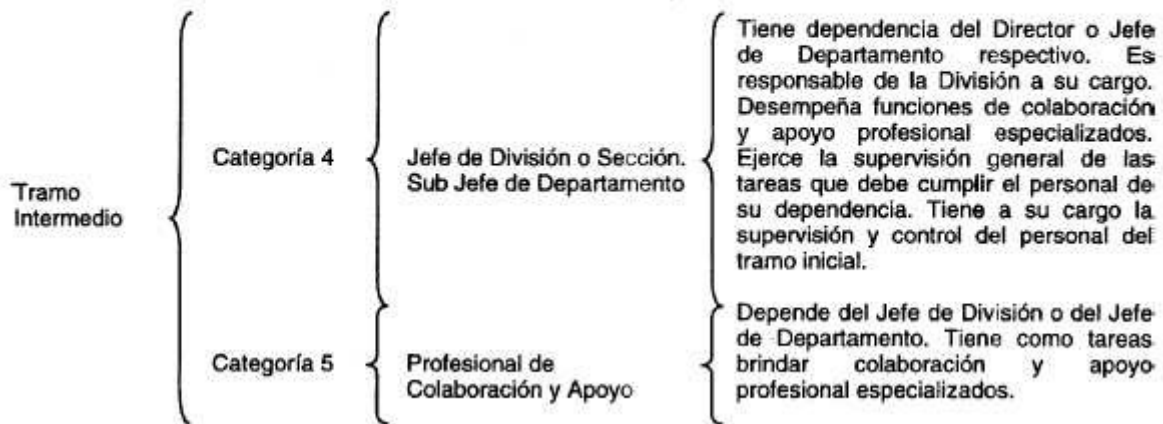 Tramo
Intermedio
Categoría 4
Jefe de División o Sección.
Sub Jefe de Departamento
Tiene dependencia del Director o Jefe
de Departamento respectivo. Es
responsable de la División a su cargo.
Desempeña funciones de colaboración
y apoyo profesional especializados.
Ejerce la supervisión general de las
tareas que debe cumplir el personal de
su dependencia. Tiene a su cargo la
supervisión y control del personal del
tramo inicial.
Categoría 5
Profesional de
Colaboración y Apoyo
Depende del Jefe de División o del Jefe
de Departamento. Tiene como tareas
brindar colaboración y apoyo
profesional especializados.